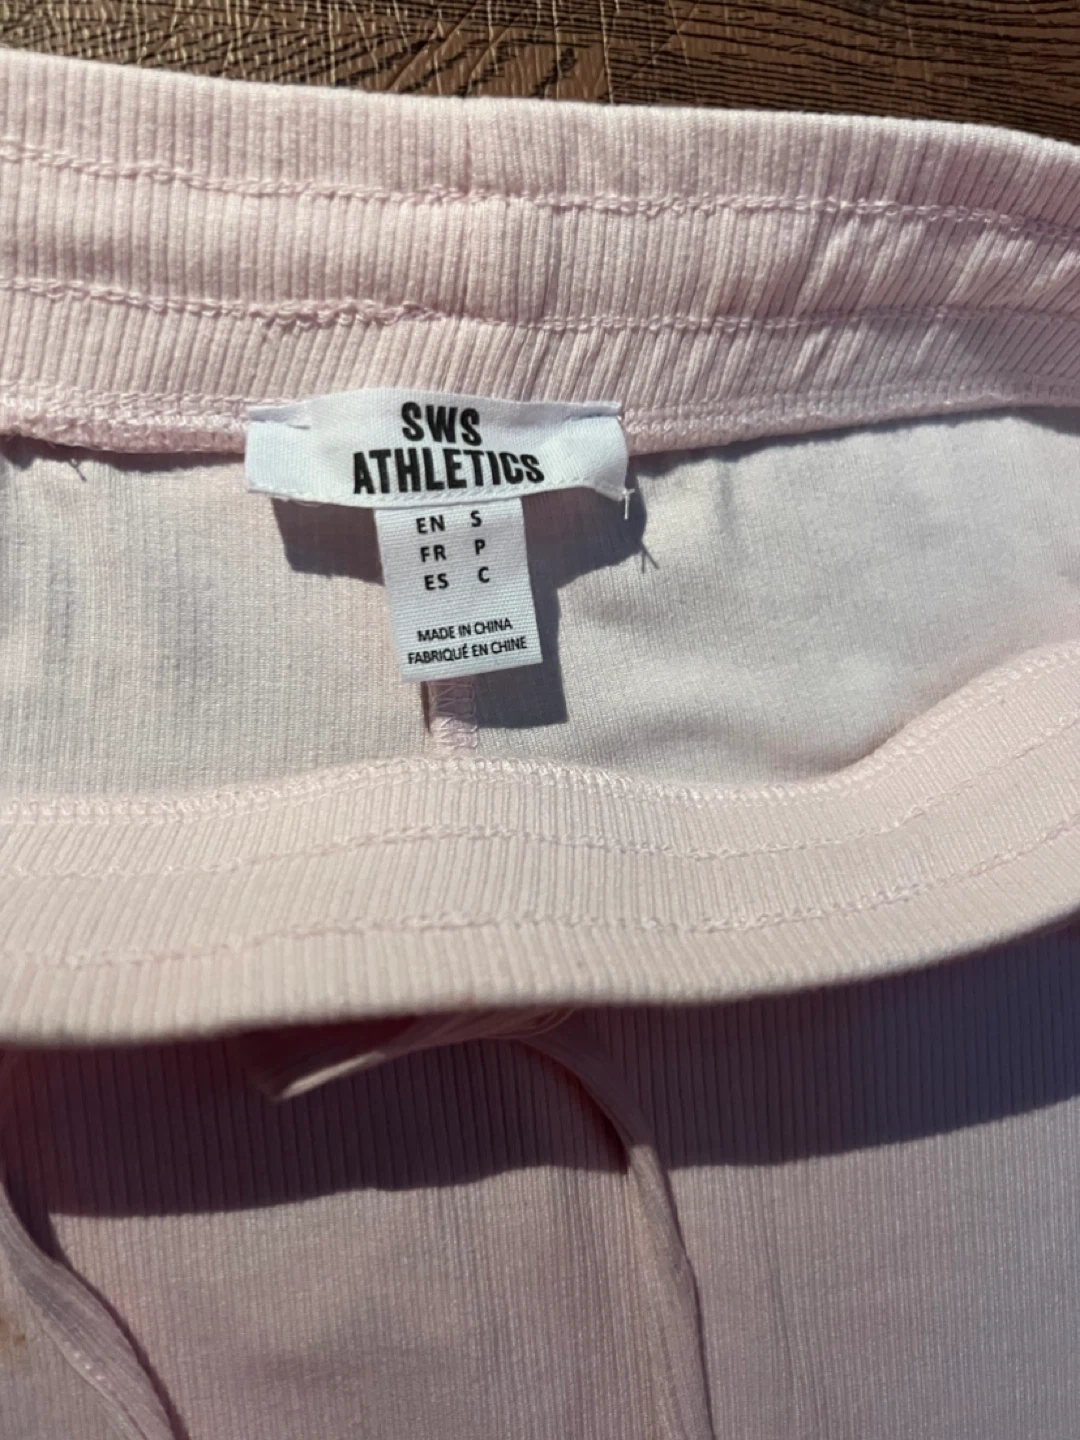 SWS
ATHLETICS
EN S
FR P
ES C
MADE IN CHINA
FABRIQUÉ EN CHINE